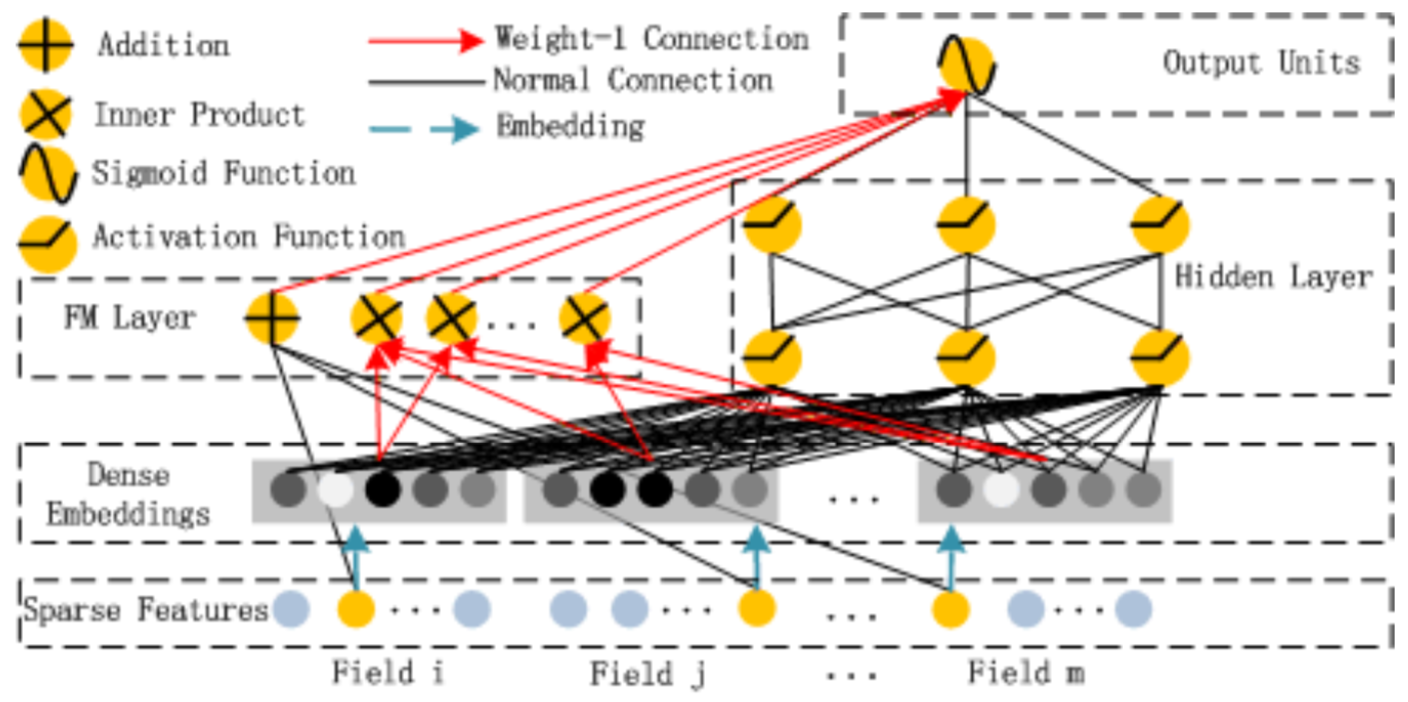 Addition
Weight-1 Connection
Output Units
Normal Connection
Inner Product
Embedding
Sigmoid Function
Activation Function
Hidden Layer
FM Layer
...
Dense
Embeddings
...
Sparse Features
...
...
...
...
Field i
Field j
...
Field m